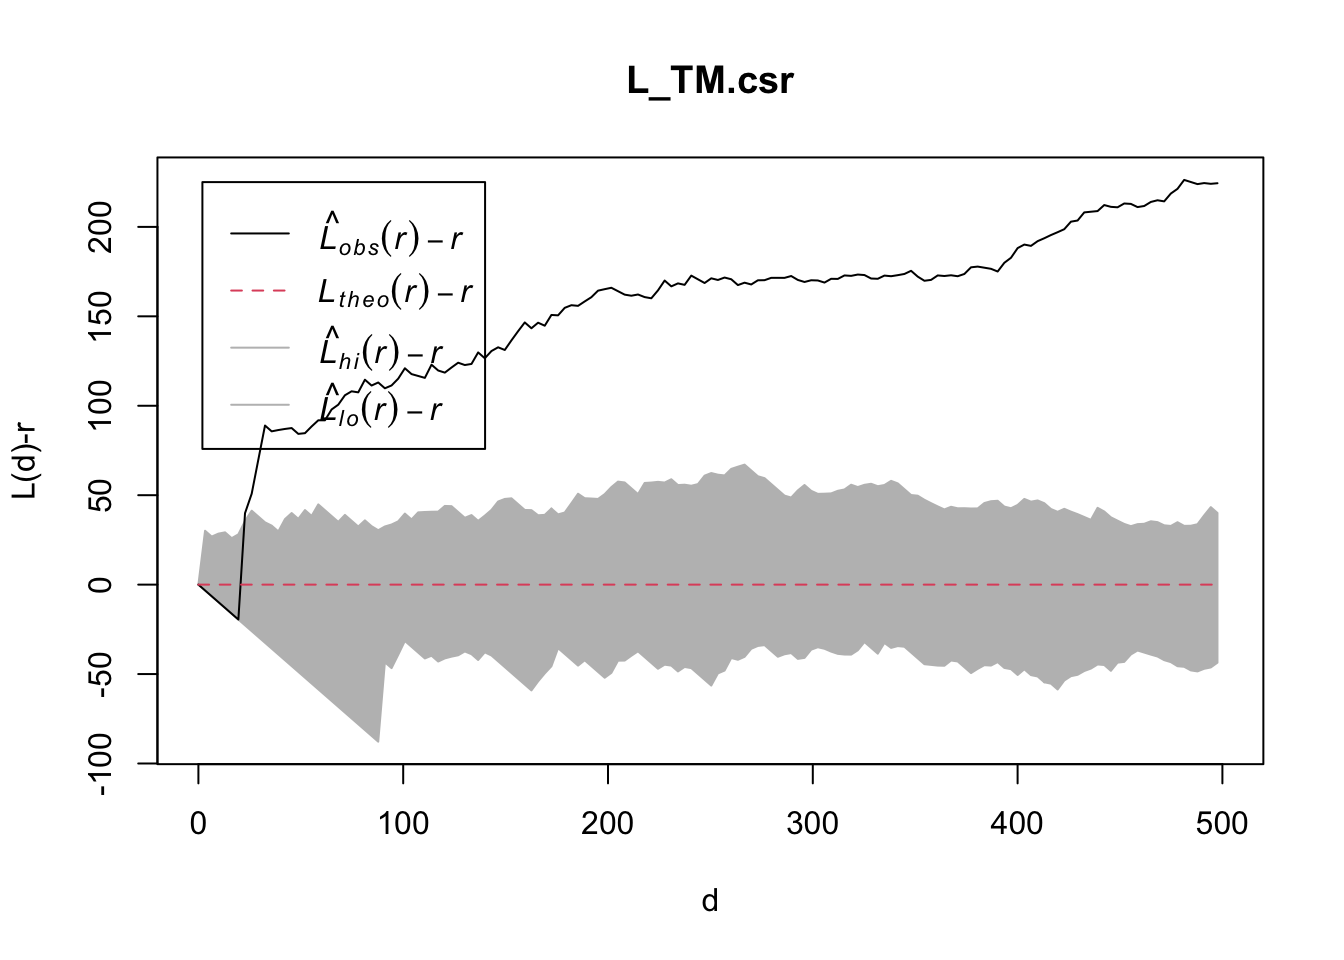 L_TM.csr
L̂obs(r) − r
Ltheo(r) − r
L̂hi(r) − r
L̂lo(r) − r
L(d)-r
200
150
100
50
0
-50
-100
0 100 200 300 400 500
d